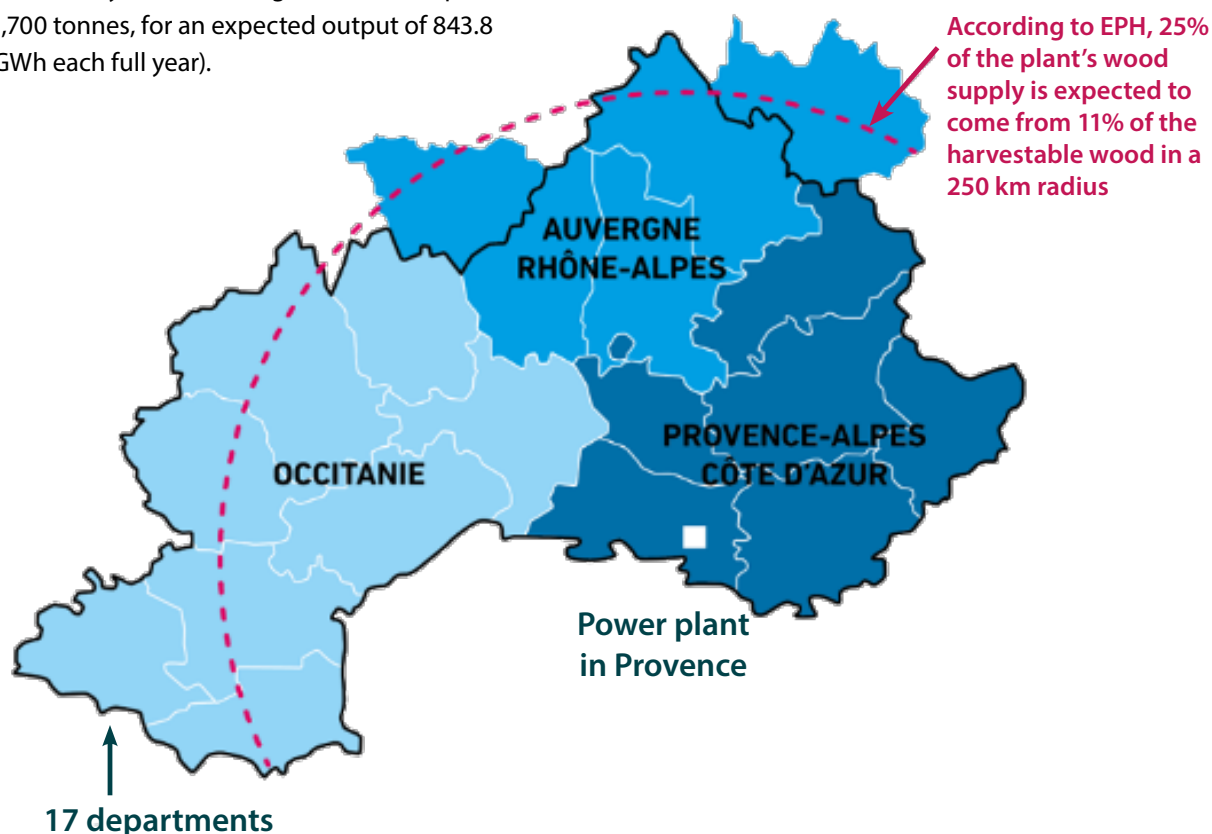 ,700 tonnes, for an expected output of 843.8
GWh each full year).
According to EPH, 25%
of the plant's wood
supply is expected to
come from 11% of the
harvestable wood in a
250 km radius
AUVERGNE
RHÔNE-ALPES
PROVENCE-ALPES
CÔTE D'AZUR
OCCITANIE
Power plant
in Provence
17 departments